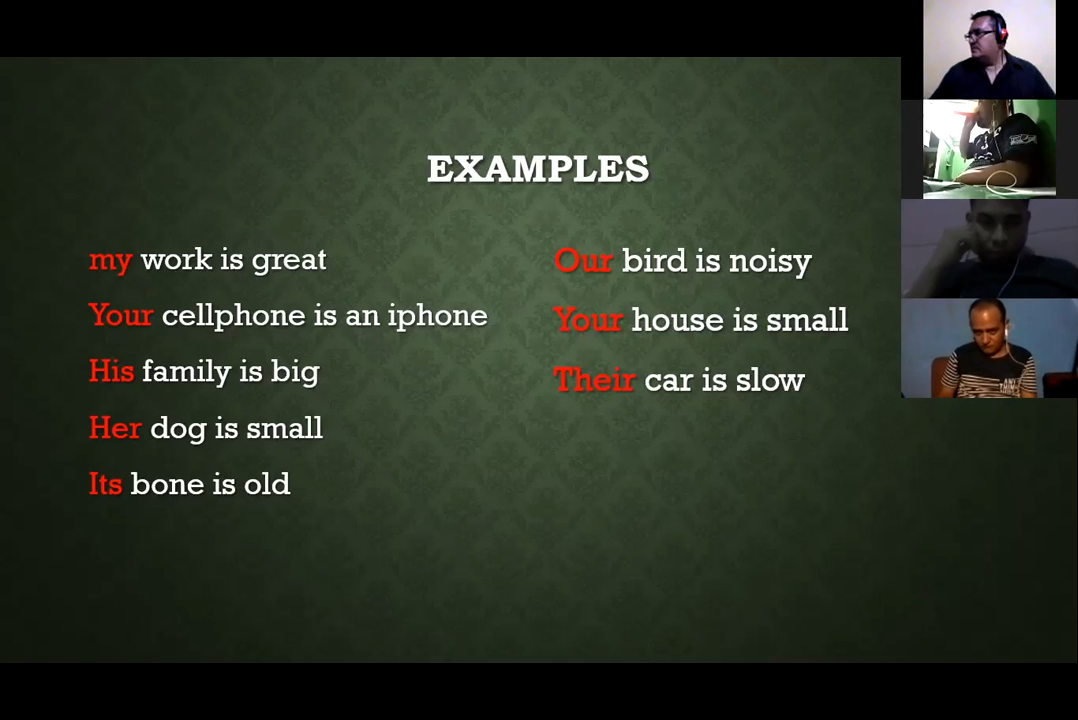 EXAMPLES
my work is great
Your cellphone is an iphone
His family is big
Her dog is small
Its bone is old
Our bird is noisy
Your house is small
Their car is slow
ANY